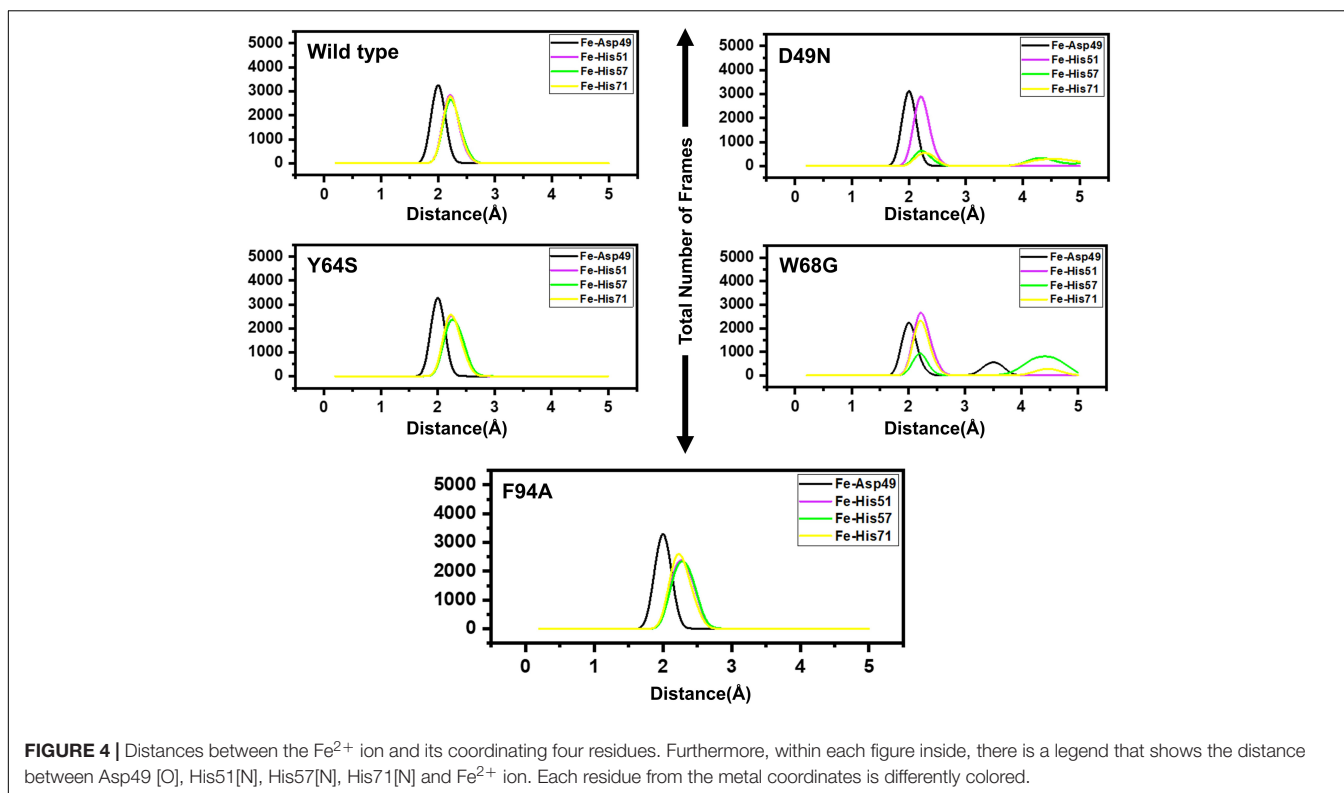 Wild type
5000
4000
3000
2000
1000
0
0 1 2 3 4 5
Distance(Å)
Fe-Asp49
Fe-His51
Fe-His57
Fe-His71
D49N
5000
4000
3000
2000
1000
0
0 1 2 3 4 5
Distance(Å)
Fe-Asp49
Fe-His51
Fe-His57
Fe-His71
Total Number of Frames
Y64S
5000
4000
3000
2000
1000
0
0 1 2 3 4 5
Distance(Å)
Fe-Asp49
Fe-His51
Fe-His57
Fe-His71
W68G
5000
4000
3000
2000
1000
0
0 1 2 3 4 5
Distance(Å)
Fe-Asp49
Fe-His51
Fe-His57
Fe-His71
F94A
5000
4000
3000
2000
1000
0
0 1 2 3 4 5
Distance(Å)
Fe-Asp49
Fe-His51
Fe-His57
Fe-His71
FIGURE 4 | Distances between the Fe²⁺ ion and its coordinating four residues. Furthermore, within each figure inside, there is a legend that shows the distance
between Asp49 [O], His51[N], His57[N], His71[N] and Fe²⁺ ion. Each residue from the metal coordinates is differently colored.